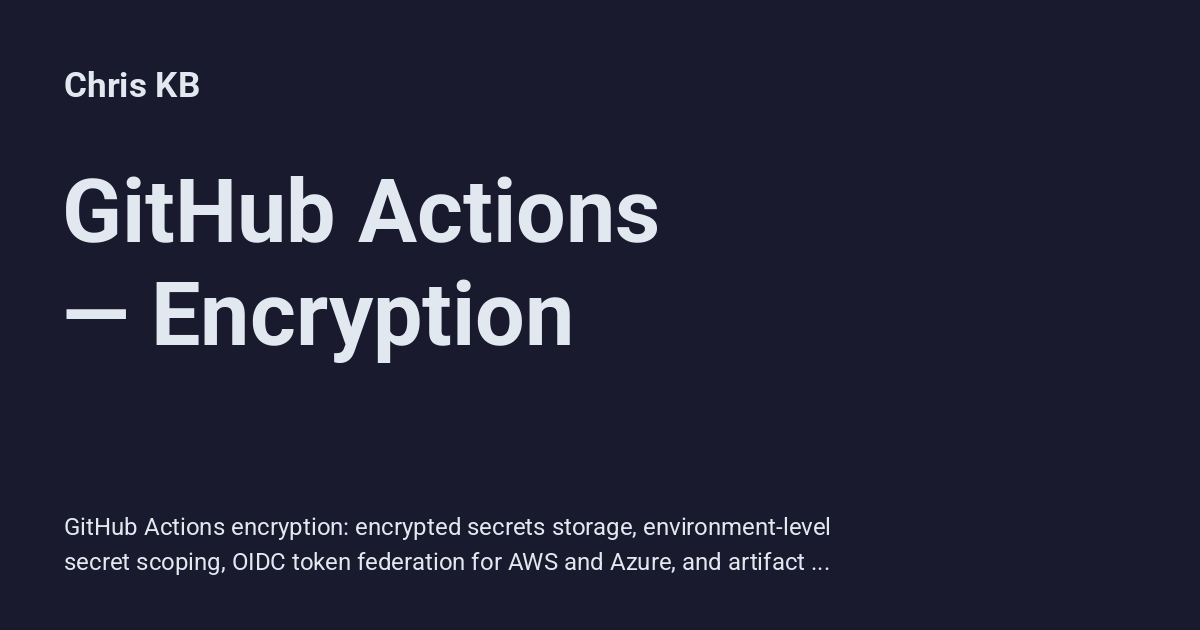 Chris KB
GitHub Actions
— Encryption
GitHub Actions encryption: encrypted secrets storage, environment-level
secret scoping, OIDC token federation for AWS and Azure, and artifact ...